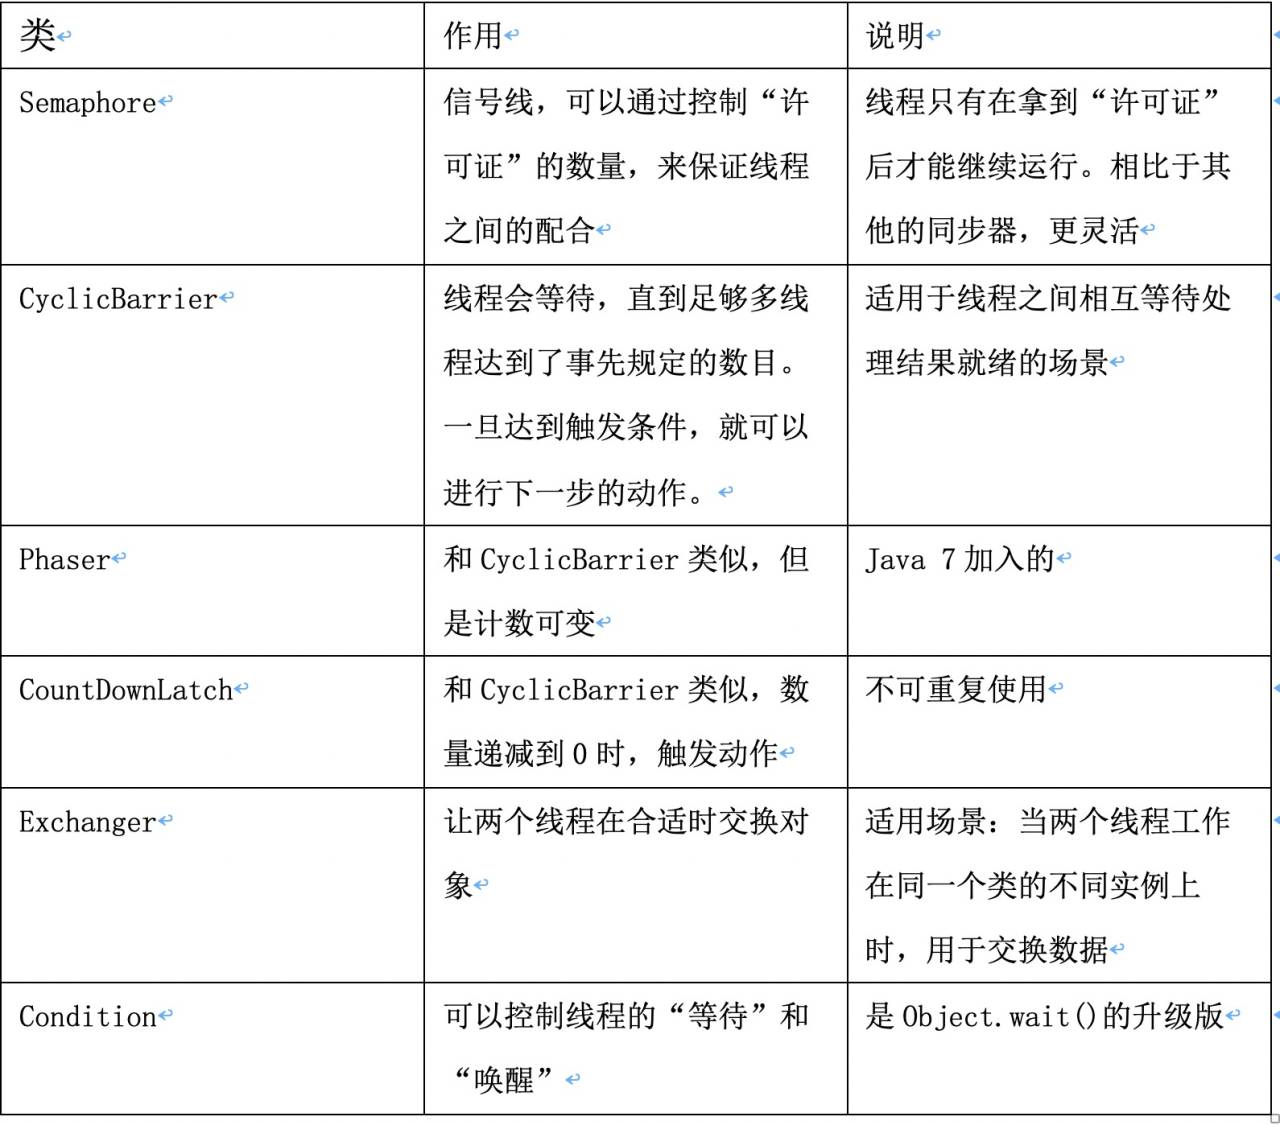 类
作用
说明
Semaphore
信号线，可以通过控制“许
可证”的数量，来保证线程
之间的配合
线程只有在拿到“许可证”
后才能继续运行。相比于其
他的同步器，更灵活
CyclicBarrier
线程会等待，直到足够多线
程达到了事先规定的数目。
一旦达到触发条件，就可以
进行下一步的动作。
适用于线程之间相互等待处
理结果就绪的场景
Phaser
和 CyclicBarrier 类似，但
是计数可变
Java 7 加入的
CountDownLatch
和 CyclicBarrier 类似，数
量递减到 0 时，触发动作
不可重复使用
Exchanger
让两个线程在合适时交换对
象
适用场景：当两个线程工作
在同一个类的不同实例上
时，用于交换数据
Condition
可以控制线程的“等待”和
“唤醒”
是 Object.wait()的升级版